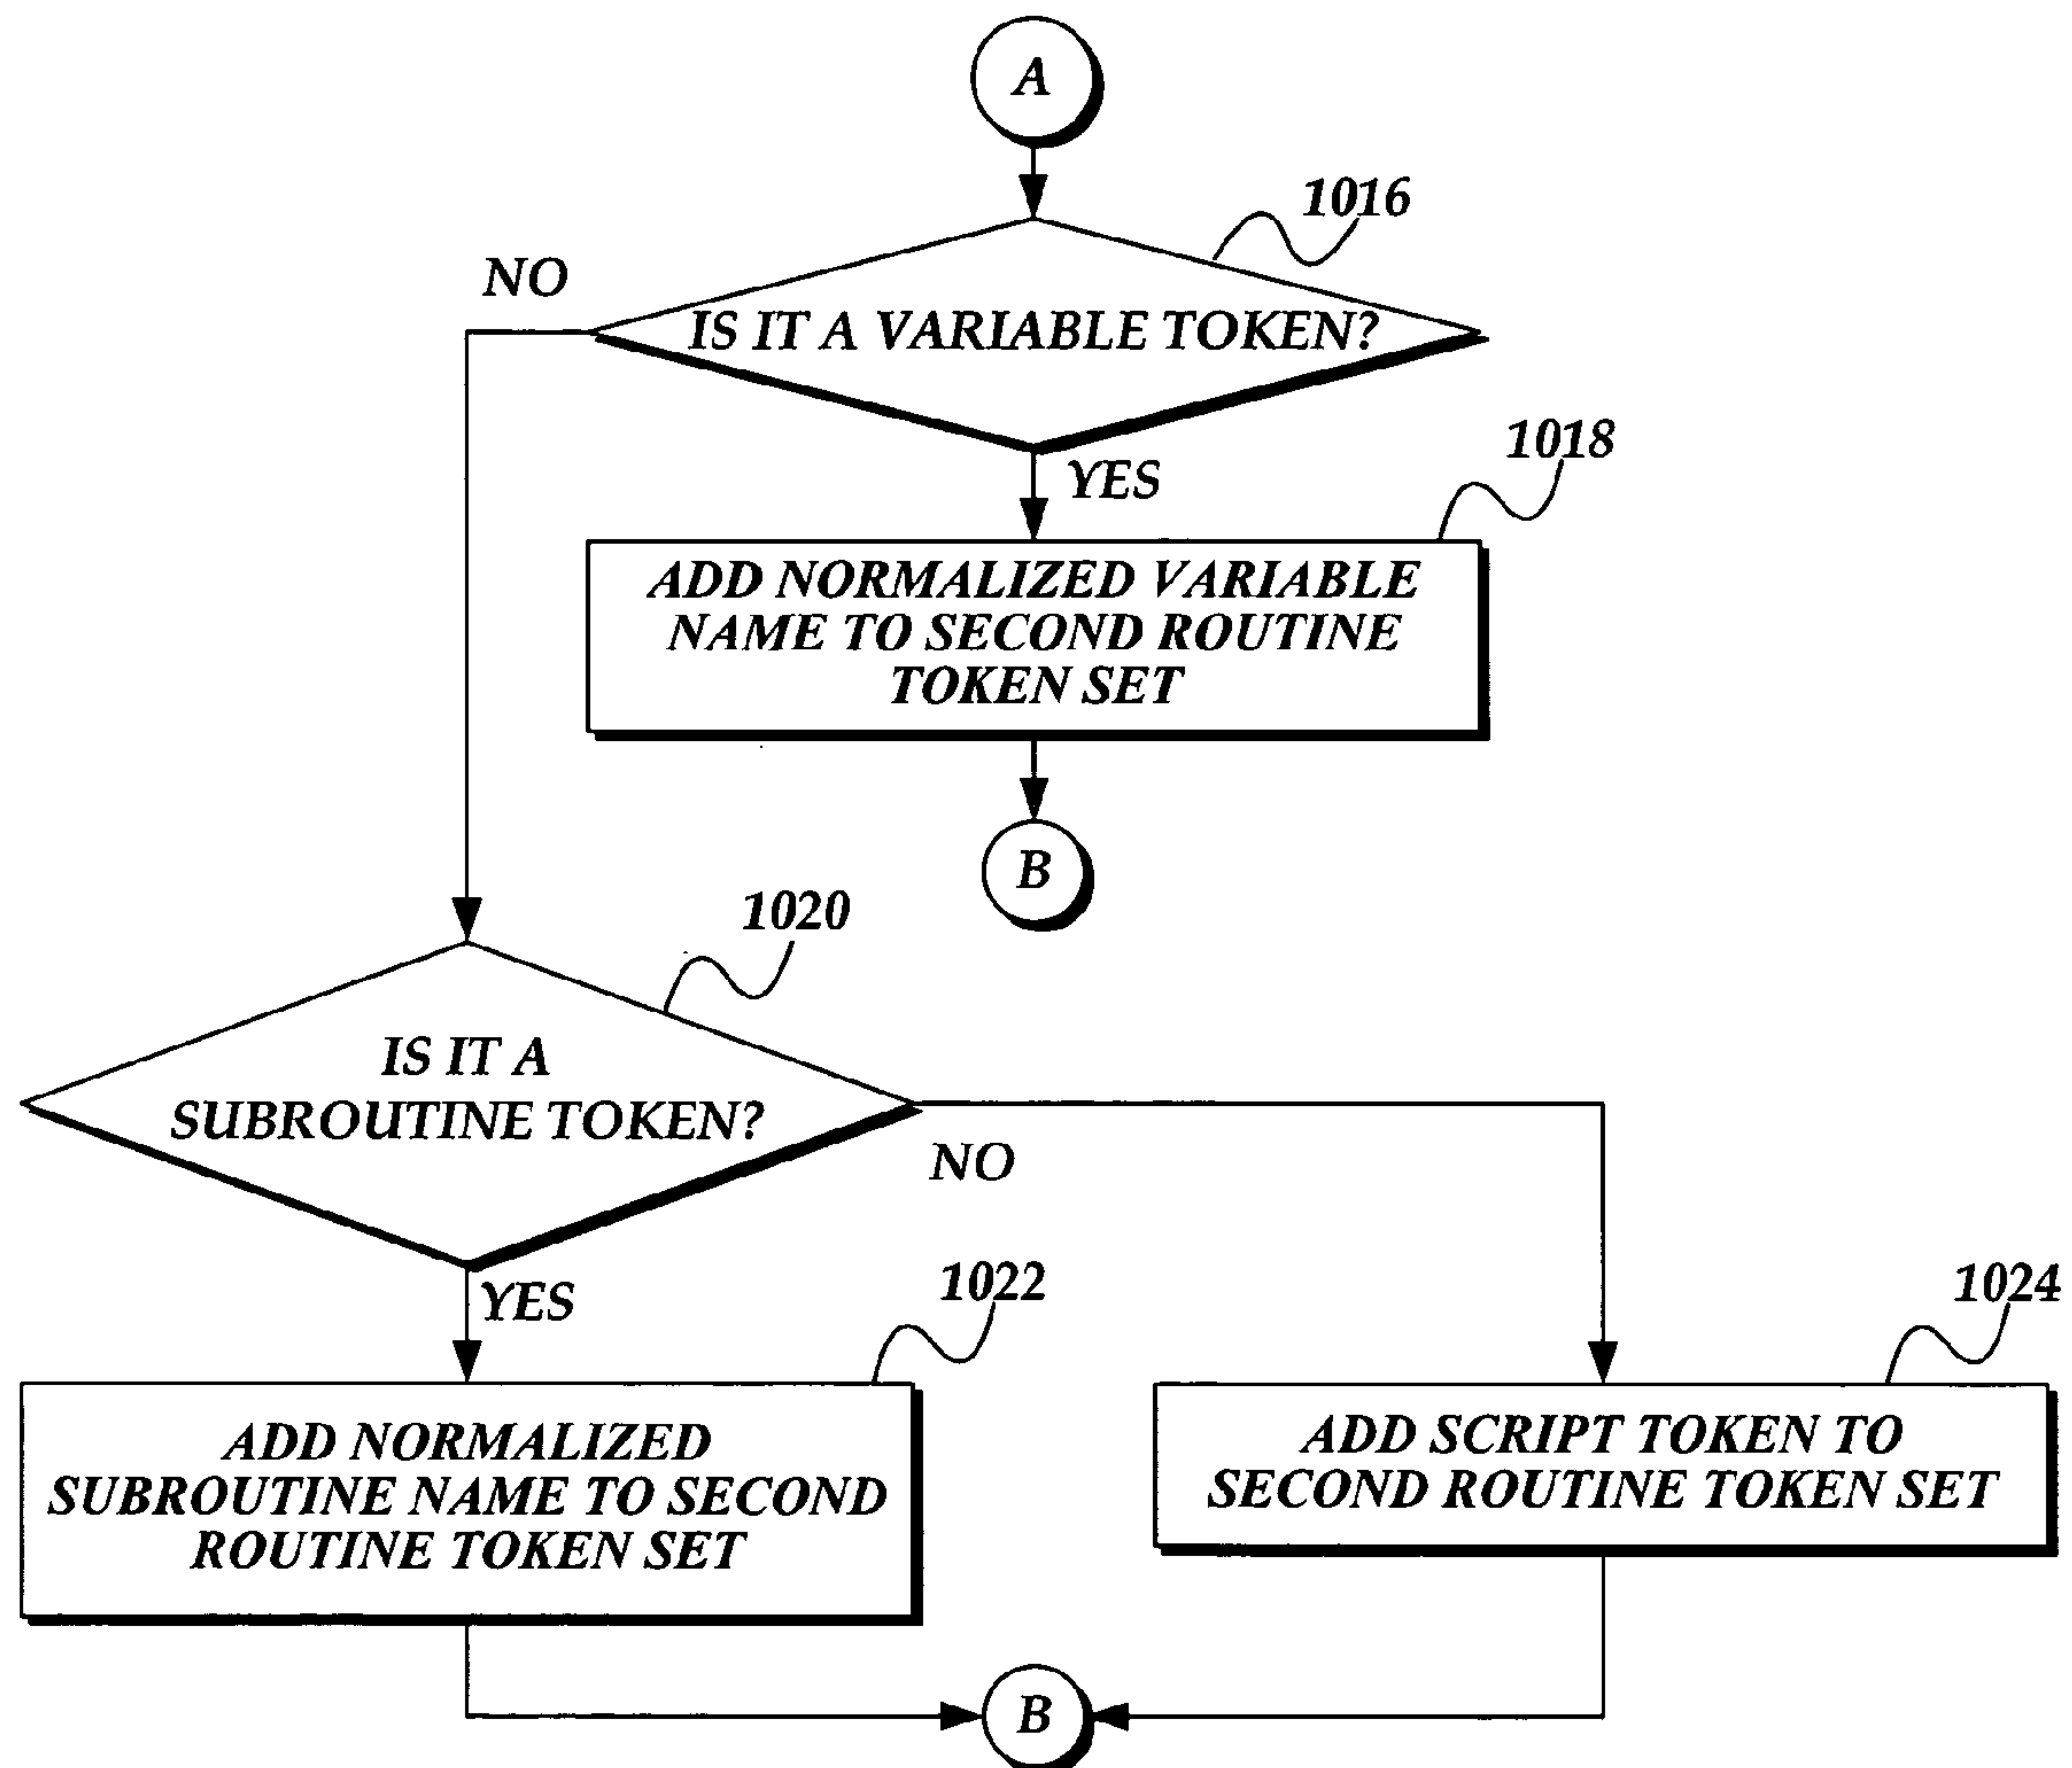 A
1016
NO
IS IT A VARIABLE TOKEN?
1018
YES
ADD NORMALIZED VARIABLE
NAME TO SECOND ROUTINE
TOKEN SET
B
1020
IS IT A
SUBROUTINE TOKEN?
NO
YES
1022
1024
ADD NORMALIZED
SUBROUTINE NAME TO SECOND
ROUTINE TOKEN SET
ADD SCRIPT TOKEN TO
SECOND ROUTINE TOKEN SET
B